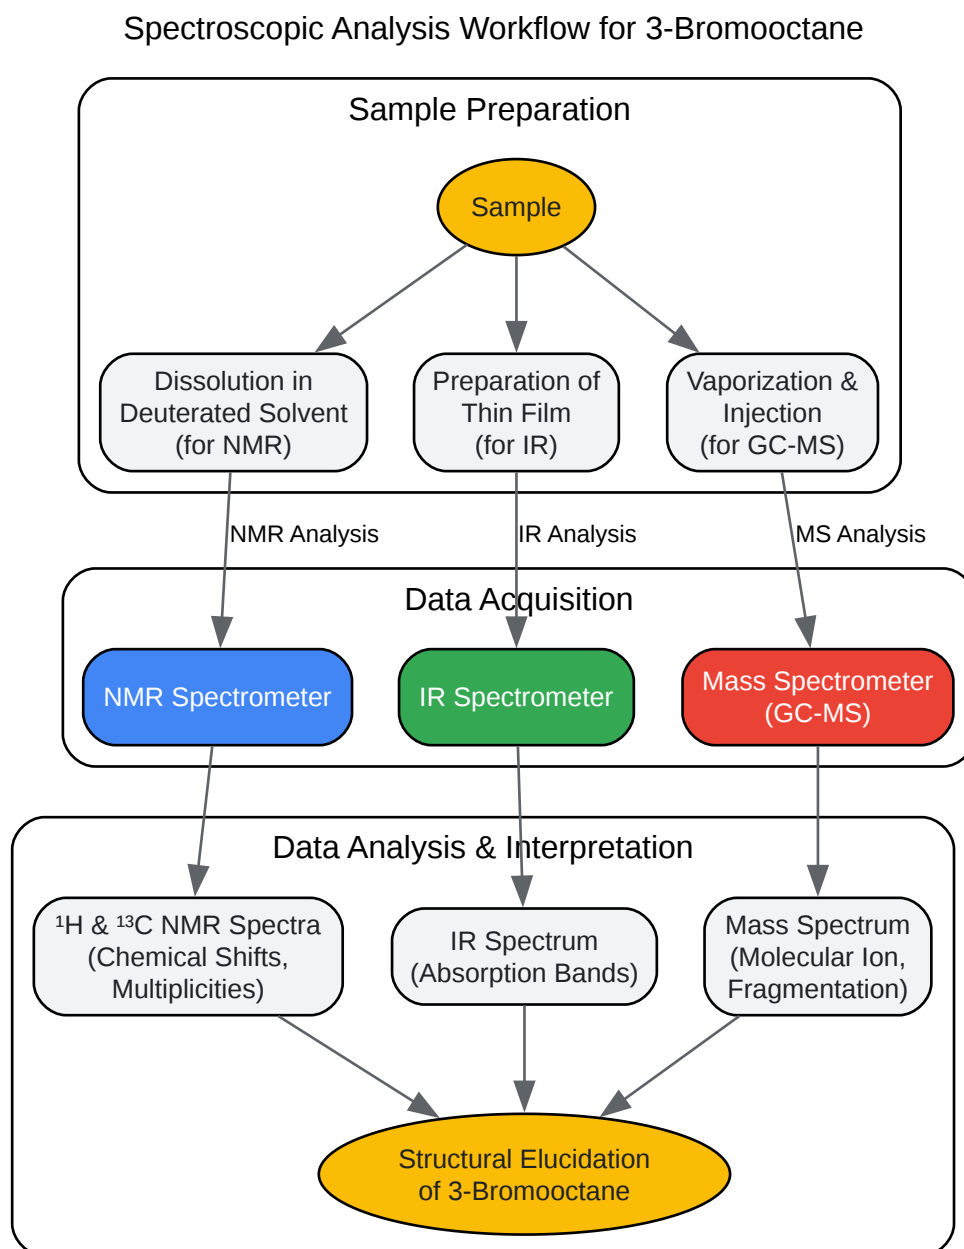 Spectroscopic Analysis Workflow for 3-Bromooctane
Sample Preparation
Sample
Dissolution in
Deuterated Solvent
(for NMR)
Preparation of
Thin Film
(for IR)
Vaporization &
Injection
(for GC-MS)
NMR Analysis
IR Analysis
MS Analysis
Data Acquisition
NMR Spectrometer
IR Spectrometer
Mass Spectrometer
(GC-MS)
Data Analysis & Interpretation
¹H & ¹³C NMR Spectra
(Chemical Shifts,
Multiplicities)
IR Spectrum
(Absorption Bands)
Mass Spectrum
(Molecular Ion,
Fragmentation)
Structural Elucidation
of 3-Bromooctane